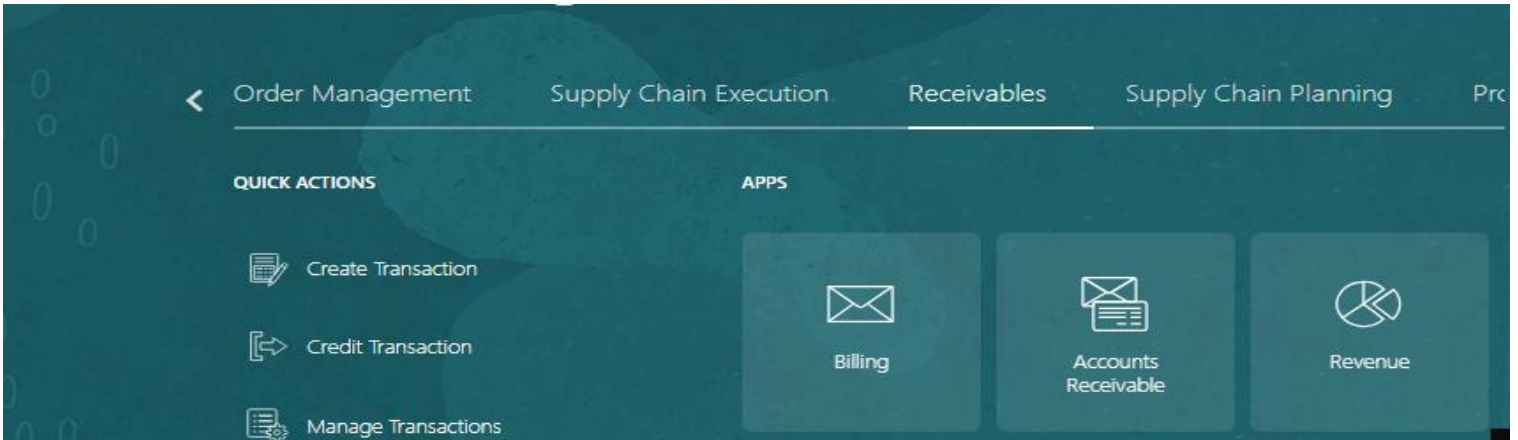 Order Management Supply Chain Execution Receivables Supply Chain Planning
QUICK ACTIONS APPS
Create Transaction
Credit Transaction
Manage Transactions
Billing
Accounts
Receivable
Revenue